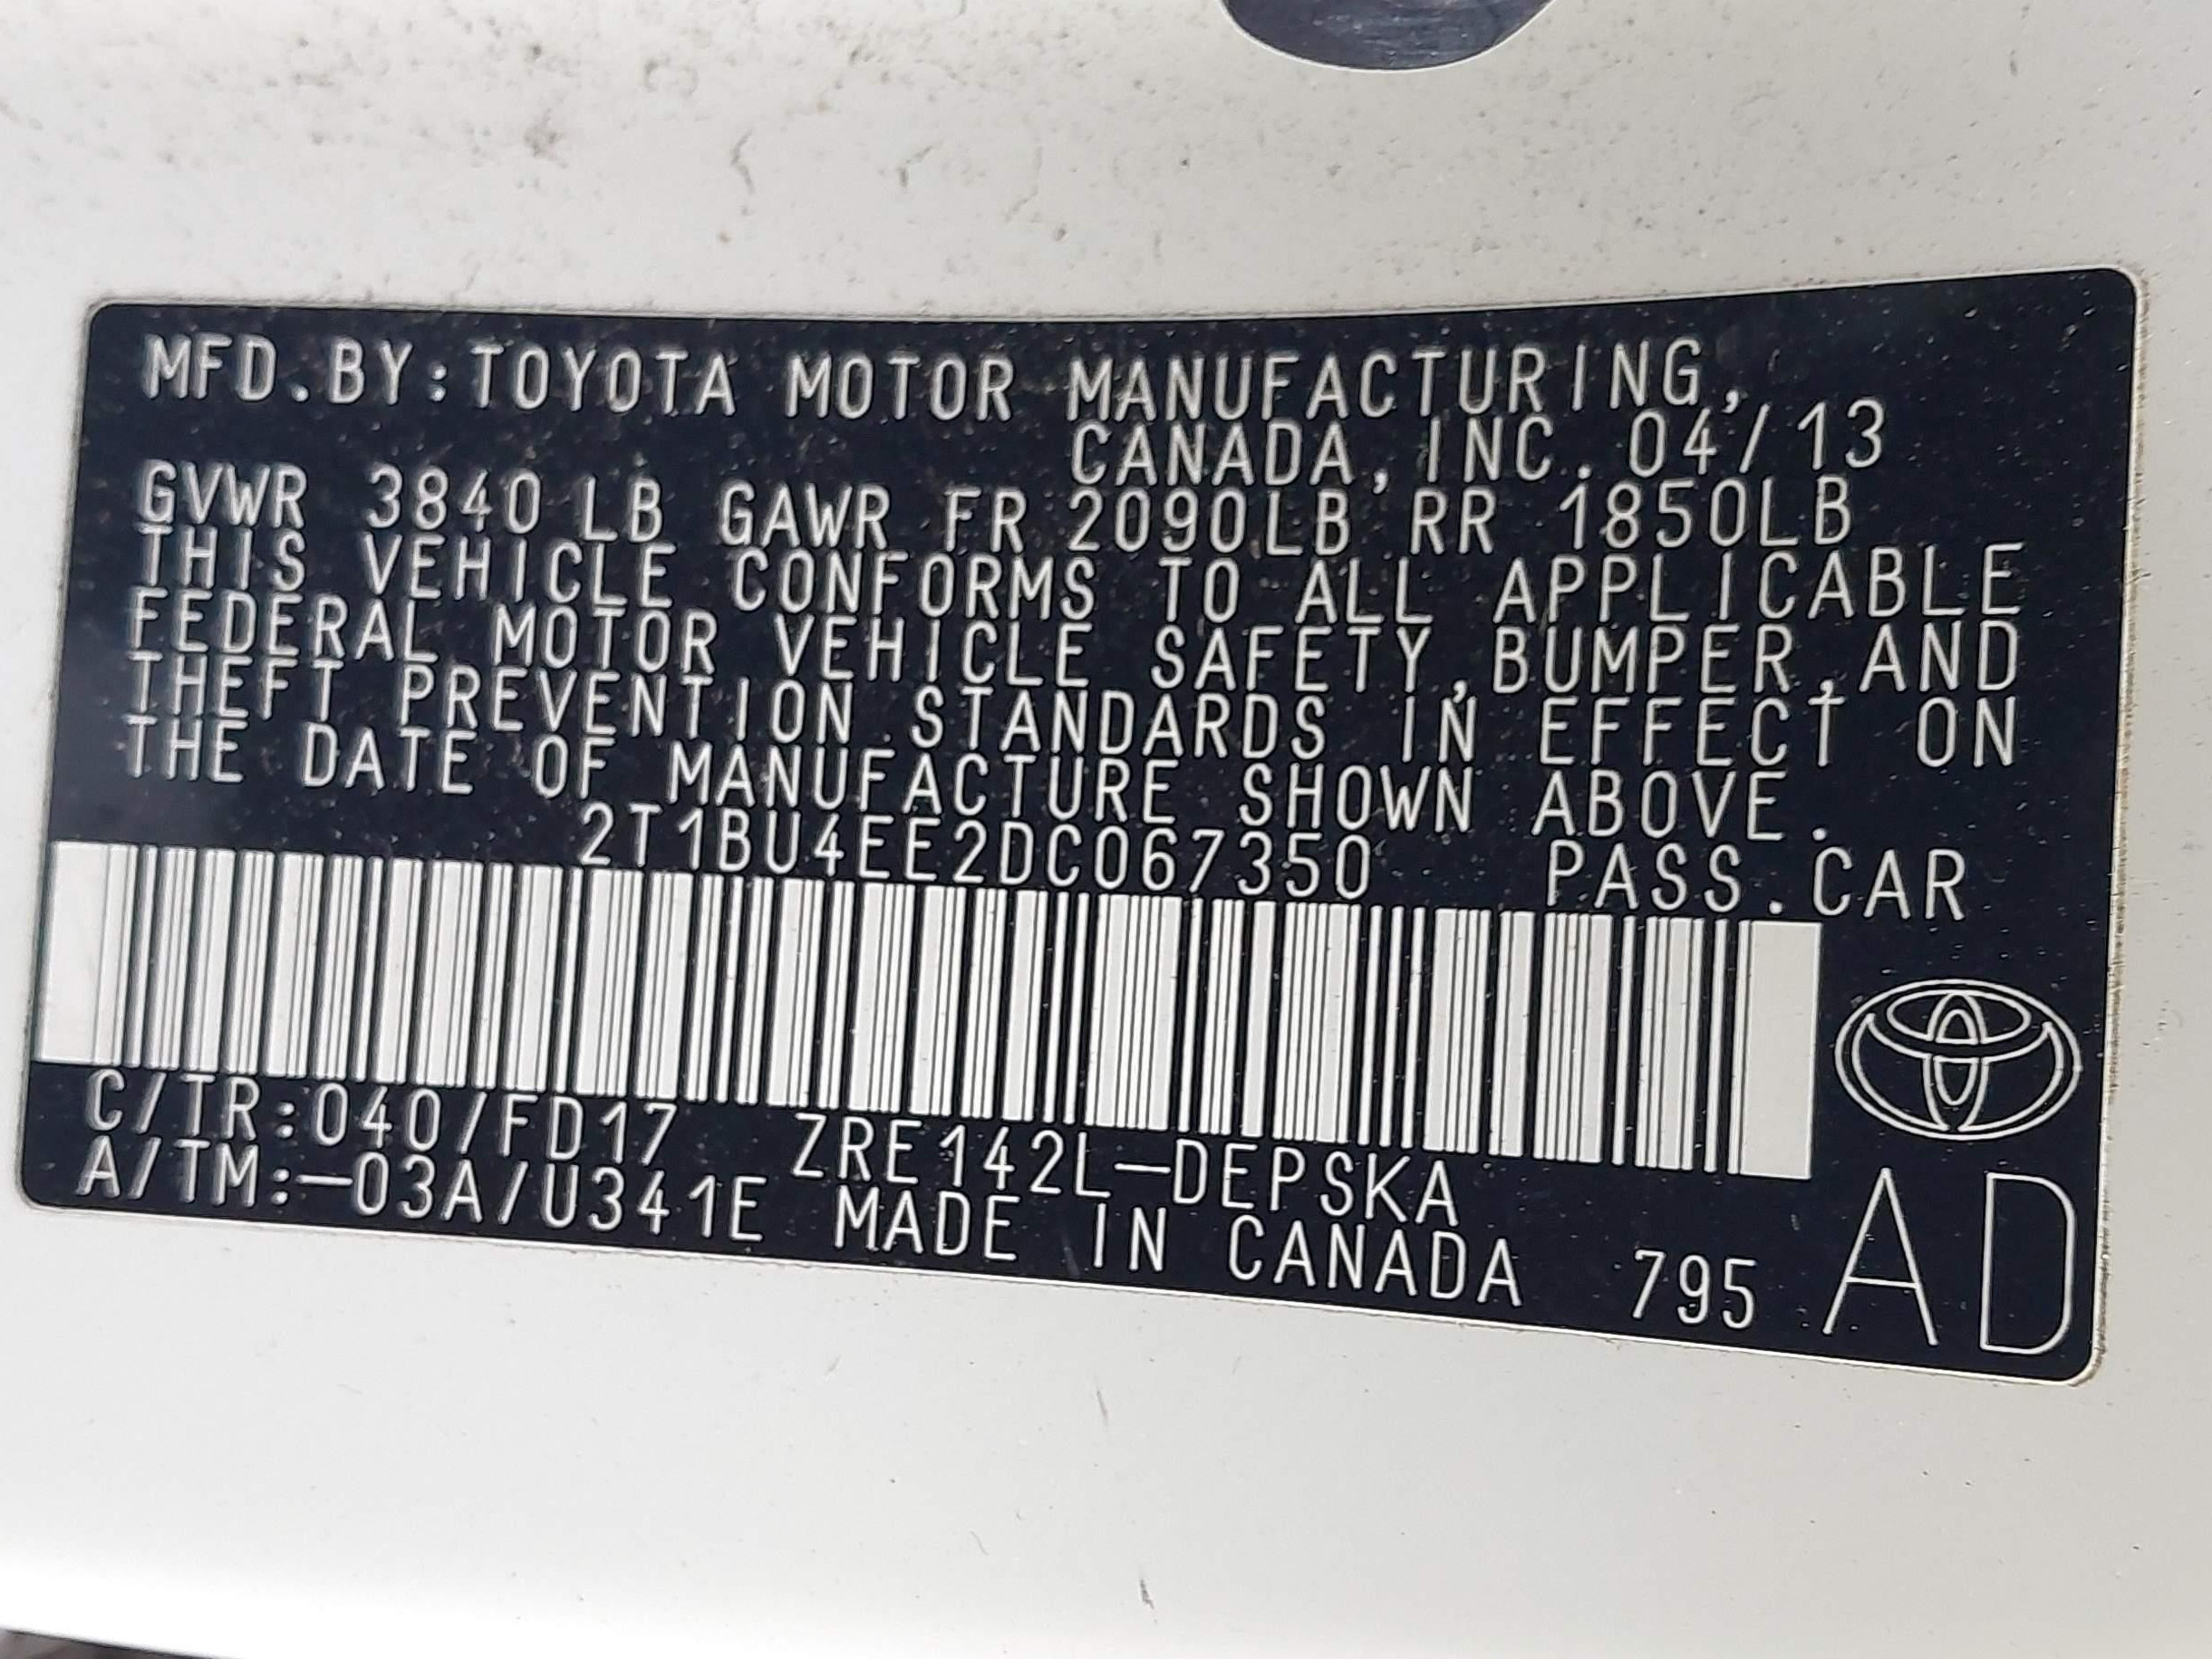 MFD.BY:TOYOTA MOTOR MANUFACTURING,
CANADA,INC. 04/13
GVWR 3840LB GAWR FR 2090LB RR 1850LB
THIS VEHICLE CONFORMS TO ALL APPLICABLE
FEDERAL MOTOR VEHICLE SAFETY,BUMPER,AND
THEFT PREVENTION STANDARDS IN EFFECT ON
THE DATE OF MANUFACTURE SHOWN ABOVE.
2T1BU4EE2DC067350 PASS.CAR
C/TR:040/FD17 ZRE142L-DEPSKA
A/TM:-03A/U341E MADE IN CANADA 795 AD